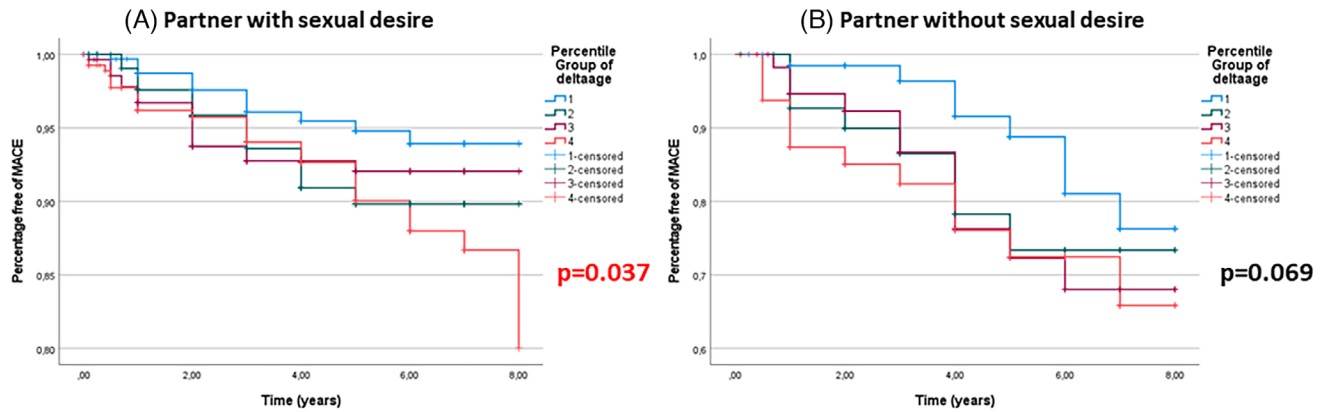 (A) Partner with sexual desire
Percentage free of MACE
1,00
0,95
0,90
0,85
0,80
,00
2,00
4,00
6,00
8,00
Time (years)
Percentile
Group of
deltaage
1
2
3
4
1-censored
2-censored
3-censored
4-censored
p=0.037
(B) Partner without sexual desire
Percentage free of MACE
1,0
0,9
0,8
0,7
0,6
,00
2,00
4,00
6,00
8,00
Time (years)
Percentile
Group of
deltaage
1
2
3
4
1-censored
2-censored
3-censored
4-censored
p=0.069